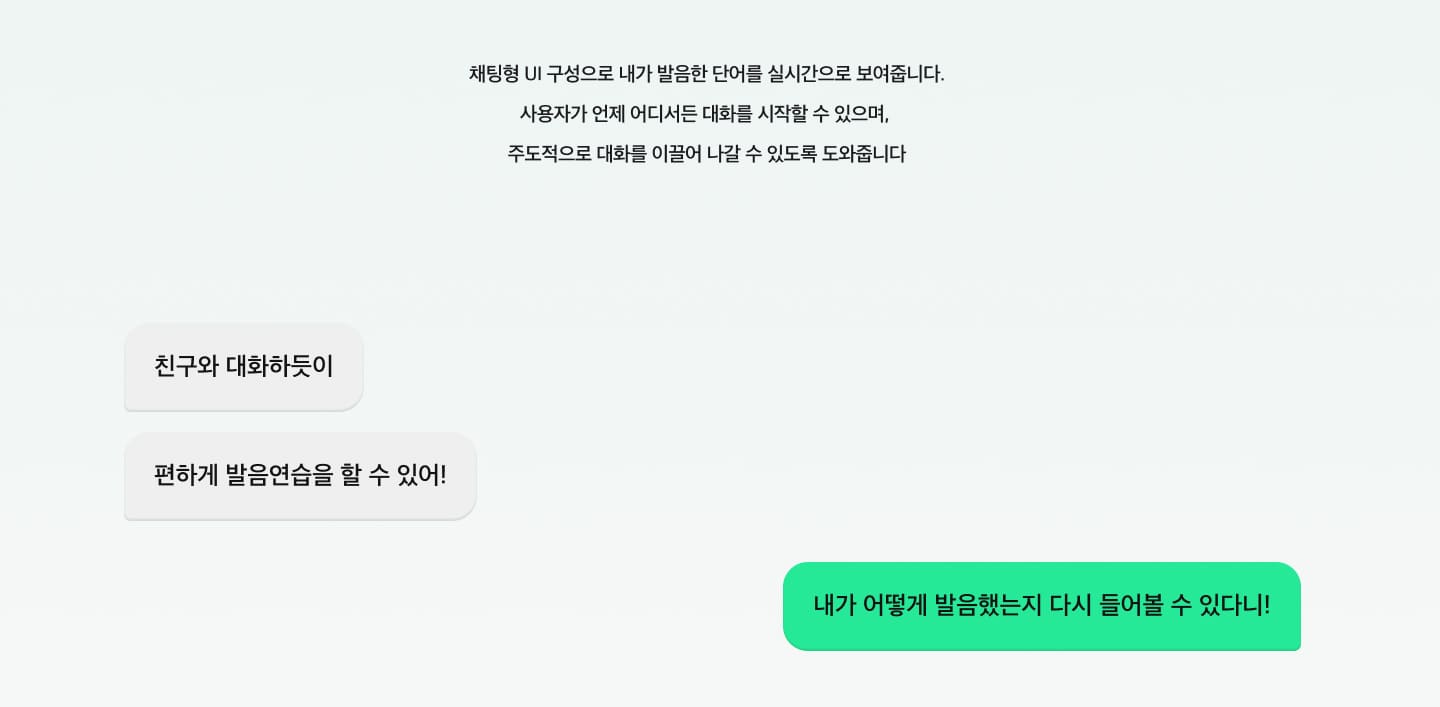 채팅형 UI 구성으로 내가 발음한 단어를 실시간으로 보여줍니다.
사용자가 언제 어디서든 대화를 시작할 수 있으며,
주도적으로 대화를 이끌어 나갈 수 있도록 도와줍니다
친구와 대화하듯이
편하게 발음연습을 할 수 있어!
내가 어떻게 발음했는지 다시 들어볼 수 있다니!